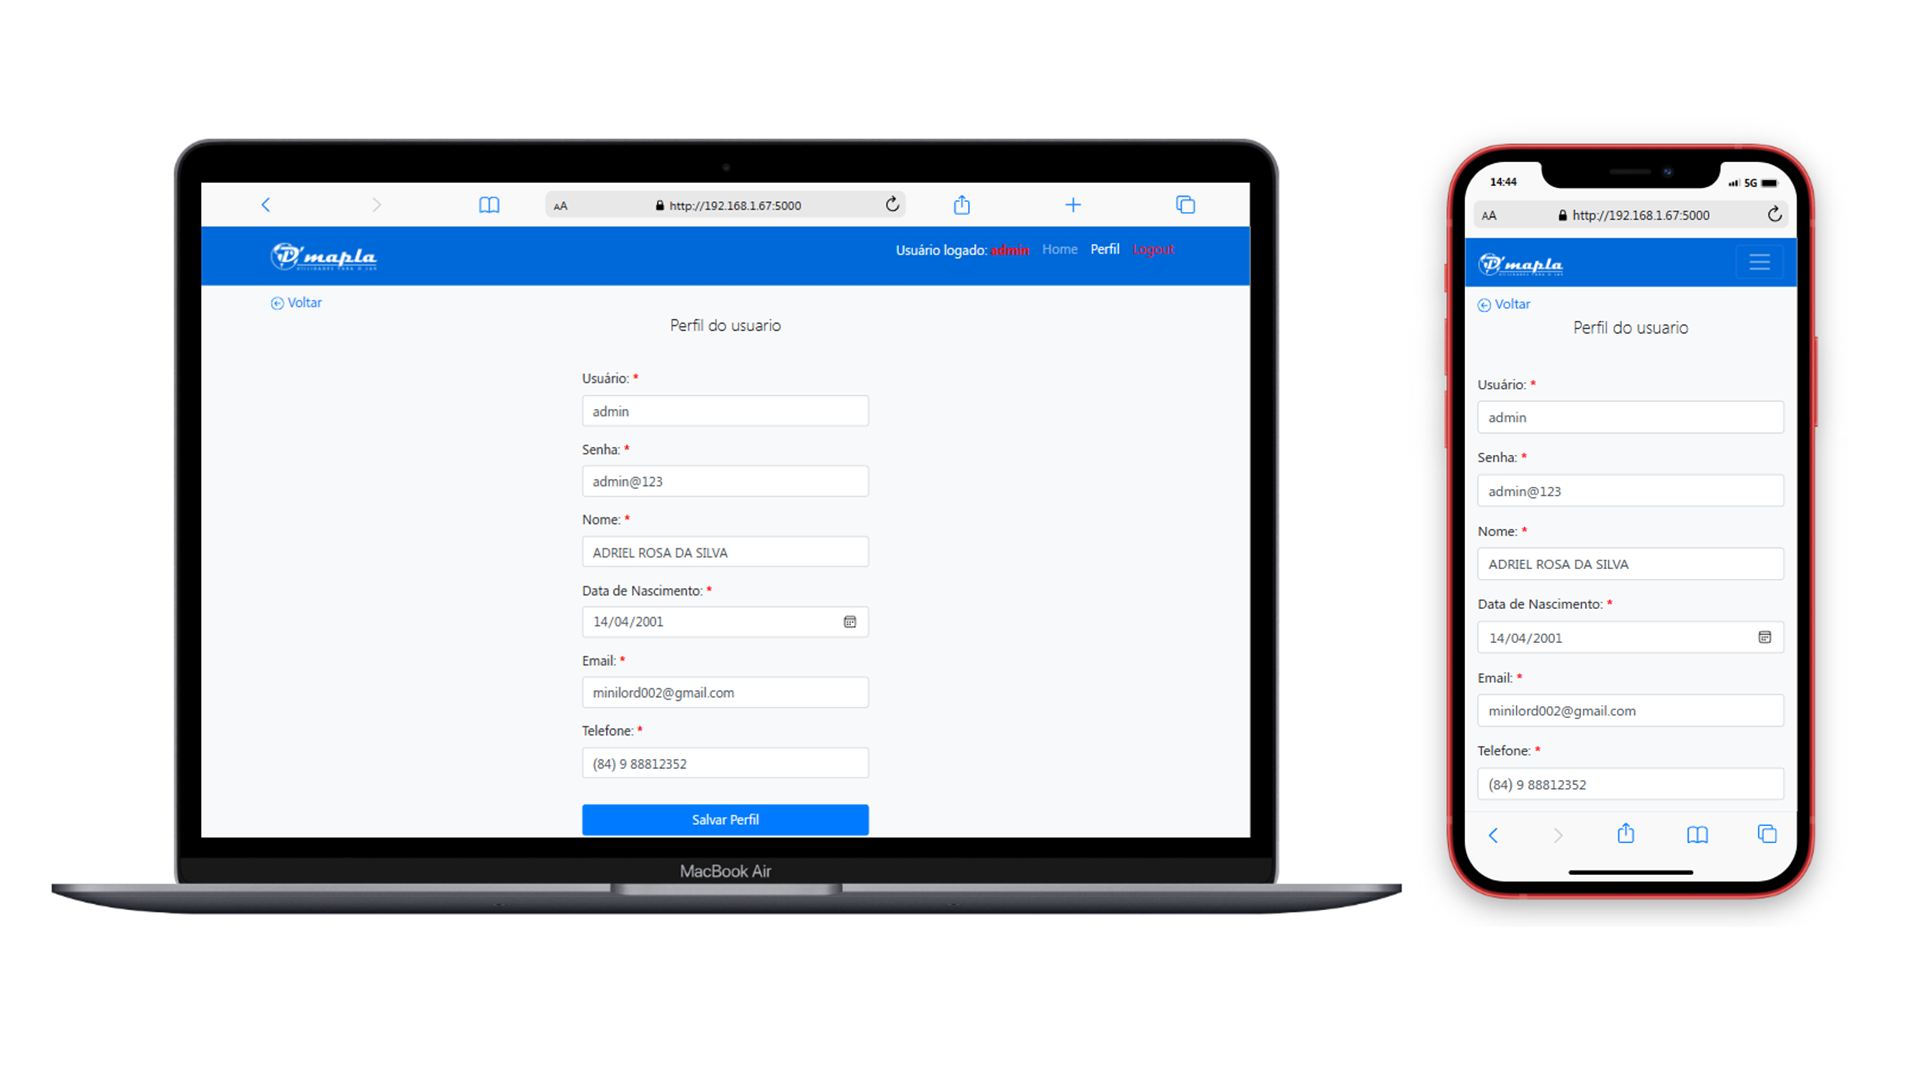 AA http://192.168.1.67:5000
D'mapla
UTILIDADES PARA O LAR
Usuário logado: admin Home Perfil Logout
Voltar
Perfil do usuario
Usuário: *
admin
Senha: *
admin@123
Nome: *
ADRIEL ROSA DA SILVA
Data de Nascimento: *
14/04/2001
Email: *
minilord002@gmail.com
Telefone: *
(84) 9 88812352
Salvar Perfil
MacBook Air
14:44 5G
AA http://192.168.1.67:5000
D'mapla
Voltar
Perfil do usuario
Usuário: *
admin
Senha: *
admin@123
Nome: *
ADRIEL ROSA DA SILVA
Data de Nascimento: *
14/04/2001
Email: *
minilord002@gmail.com
Telefone: *
(84) 9 88812352